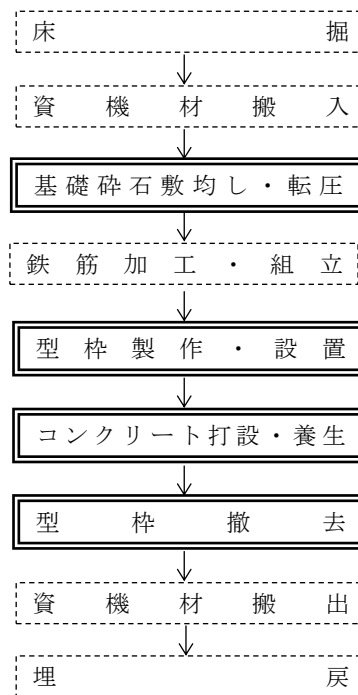 床掘
資機材搬入
基礎砕石敷均し・転圧
鉄筋加工・組立
型枠製作・設置
コンクリート打設・養生
型枠撤去
資機材搬出
埋戻